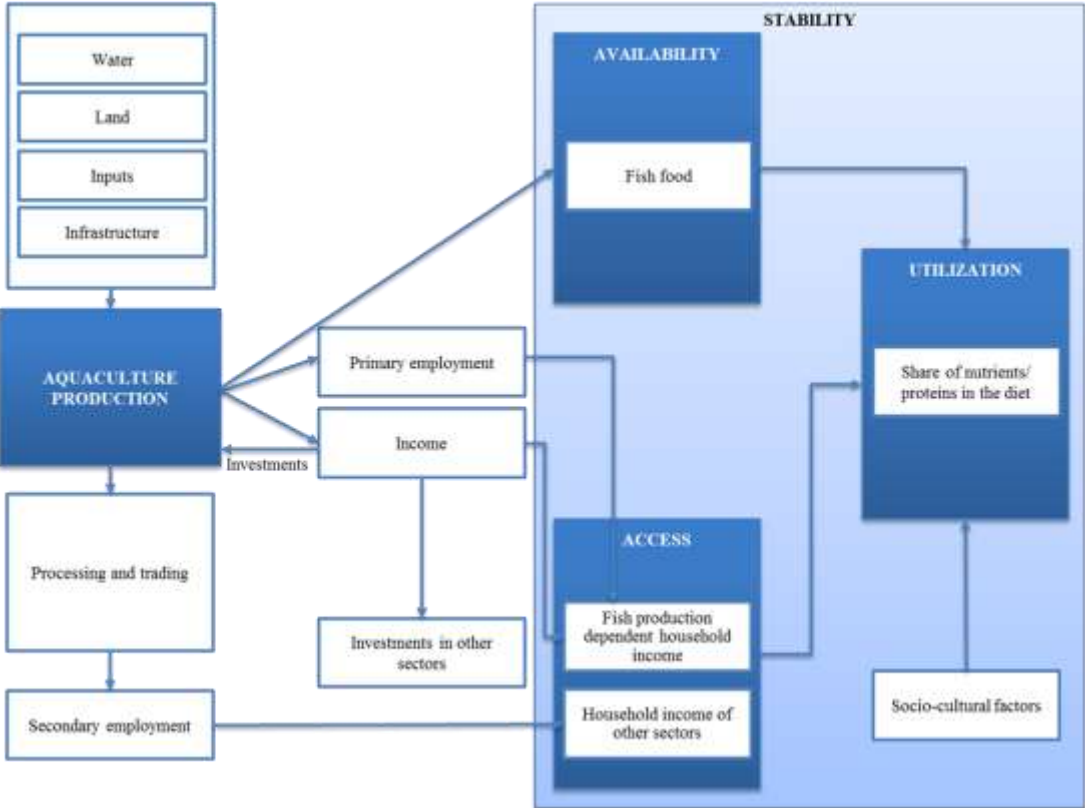 STABILITY
Water
Land
Inputs
Infrastructure
AVAILABILITY
Fish food
UTILIZATION
Share of nutrients/
proteins in the diet
AQUACULTURE
PRODUCTION
Primary employment
Income
Investments
Processing and trading
Investments in other
sectors
Secondary employment
ACCESS
Fish production
dependent household
income
Household income of
other sectors
Socio-cultural factors